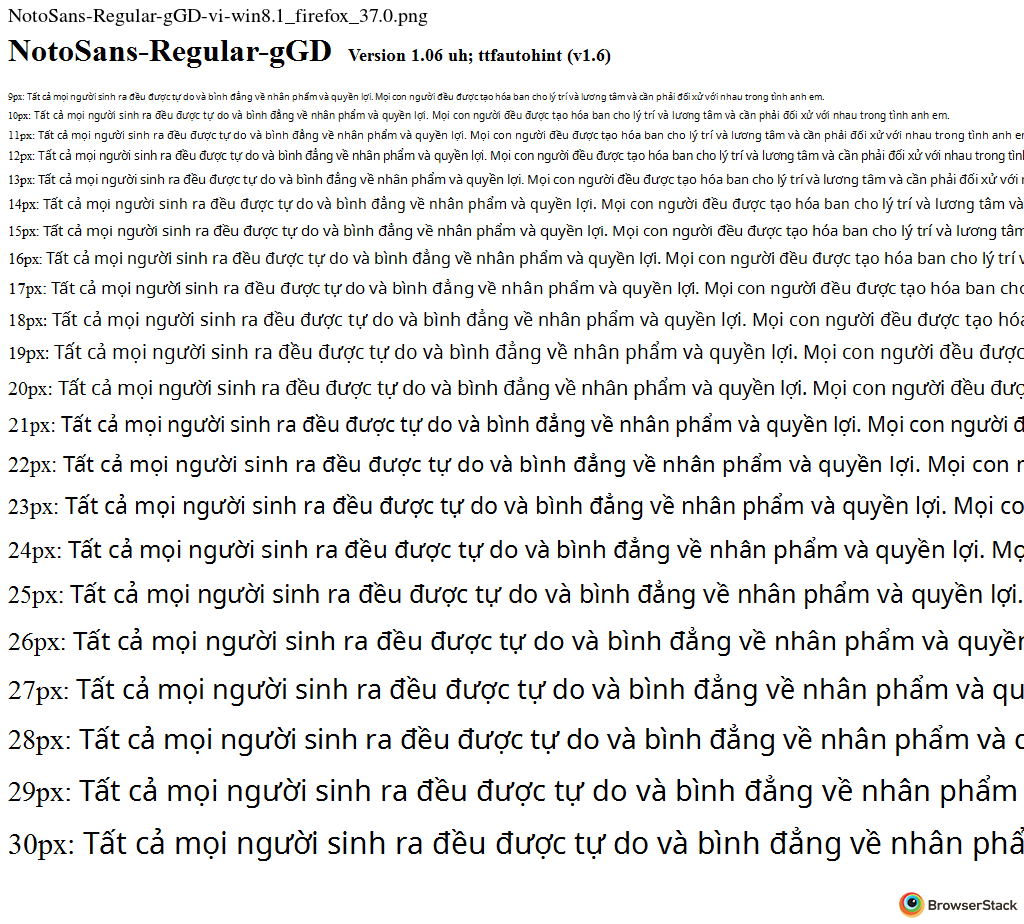 NotoSans-Regular-gGD-vi-win8.1_firefox_37.0.png
NotoSans-Regular-gGD Version 1.06 uh; ttfautohint (v1.6)
9px: Tất cả mọi người sinh ra đều được tự do và bình đẳng về nhân phẩm và quyền lợi. Mọi con người đều được tạo hóa ban cho lý trí và lương tâm và cần phải đối xử với nhau trong tình anh em.
10px: Tất cả mọi người sinh ra đều được tự do và bình đẳng về nhân phẩm và quyền lợi. Mọi con người đều được tạo hóa ban cho lý trí và lương tâm và cần phải đối xử với nhau trong tình anh em.
11px: Tất cả mọi người sinh ra đều được tự do và bình đẳng về nhân phẩm và quyền lợi. Mọi con người đều được tạo hóa ban cho lý trí và lương tâm và cần phải đối xử với nhau trong tình anh
12px: Tất cả mọi người sinh ra đều được tự do và bình đẳng về nhân phẩm và quyền lợi. Mọi con người đều được tạo hóa ban cho lý trí và lương tâm và cần phải đối xử với nhau trong
13px: Tất cả mọi người sinh ra đều được tự do và bình đẳng về nhân phẩm và quyền lợi. Mọi con người đều được tạo hóa ban cho lý trí và lương tâm và cần phải đối xử với
14px: Tất cả mọi người sinh ra đều được tự do và bình đẳng về nhân phẩm và quyền lợi. Mọi con người đều được tạo hóa ban cho lý trí và lương tâm và
15px: Tất cả mọi người sinh ra đều được tự do và bình đẳng về nhân phẩm và quyền lợi. Mọi con người đều được tạo hóa ban cho lý trí và lương tâm
16px: Tất cả mọi người sinh ra đều được tự do và bình đẳng về nhân phẩm và quyền lợi. Mọi con người đều được tạo hóa ban cho lý trí
17px: Tất cả mọi người sinh ra đều được tự do và bình đẳng về nhân phẩm và quyền lợi. Mọi con người đều được tạo hóa ban cho
18px: Tất cả mọi người sinh ra đều được tự do và bình đẳng về nhân phẩm và quyền lợi. Mọi con người đều được tạo hóa
19px: Tất cả mọi người sinh ra đều được tự do và bình đẳng về nhân phẩm và quyền lợi. Mọi con người đều được
20px: Tất cả mọi người sinh ra đều được tự do và bình đẳng về nhân phẩm và quyền lợi. Mọi con người đều được
21px: Tất cả mọi người sinh ra đều được tự do và bình đẳng về nhân phẩm và quyền lợi. Mọi con người
22px: Tất cả mọi người sinh ra đều được tự do và bình đẳng về nhân phẩm và quyền lợi. Mọi con
23px: Tất cả mọi người sinh ra đều được tự do và bình đẳng về nhân phẩm và quyền lợi. Mọi co
24px: Tất cả mọi người sinh ra đều được tự do và bình đẳng về nhân phẩm và quyền lợi. Mọ
25px: Tất cả mọi người sinh ra đều được tự do và bình đẳng về nhân phẩm và quyền lợi.
26px: Tất cả mọi người sinh ra đều được tự do và bình đẳng về nhân phẩm và quyền
27px: Tất cả mọi người sinh ra đều được tự do và bình đẳng về nhân phẩm và qu
28px: Tất cả mọi người sinh ra đều được tự do và bình đẳng về nhân phẩm và
29px: Tất cả mọi người sinh ra đều được tự do và bình đẳng về nhân phẩm
30px: Tất cả mọi người sinh ra đều được tự do và bình đẳng về nhân phẩ
BrowserStack